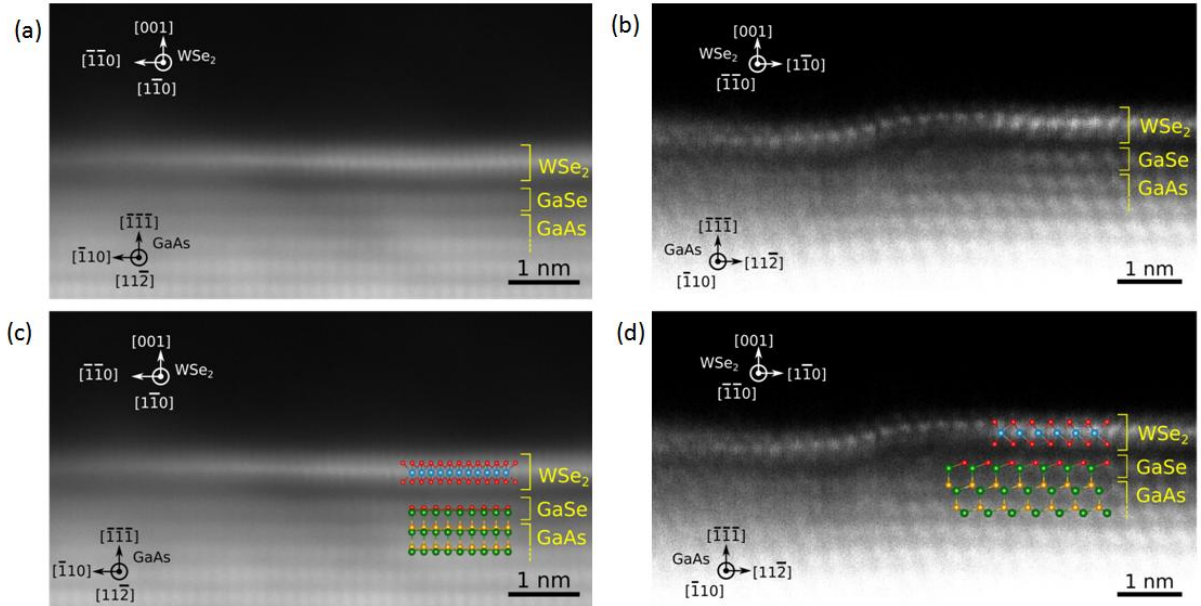 (a)
[001]
[1̅1̅0]
WSe₂
[11̅0]
WSe₂
GaSe
GaAs
[1̅1̅1̅]
GaAs
[1̅10]
[112̅]
1 nm
(b)
[001]
WSe₂
[11̅0]
[1̅1̅0]
WSe₂
GaSe
GaAs
[1̅1̅1̅]
GaAs
[112̅]
[1̅10]
1 nm
(c)
[001]
[1̅1̅0]
WSe₂
[11̅0]
WSe₂
GaSe
GaAs
[1̅1̅1̅]
GaAs
[1̅10]
[112̅]
1 nm
(d)
[001]
WSe₂
[11̅0]
[1̅1̅0]
WSe₂
GaSe
GaAs
[1̅1̅1̅]
GaAs
[112̅]
[1̅10]
1 nm